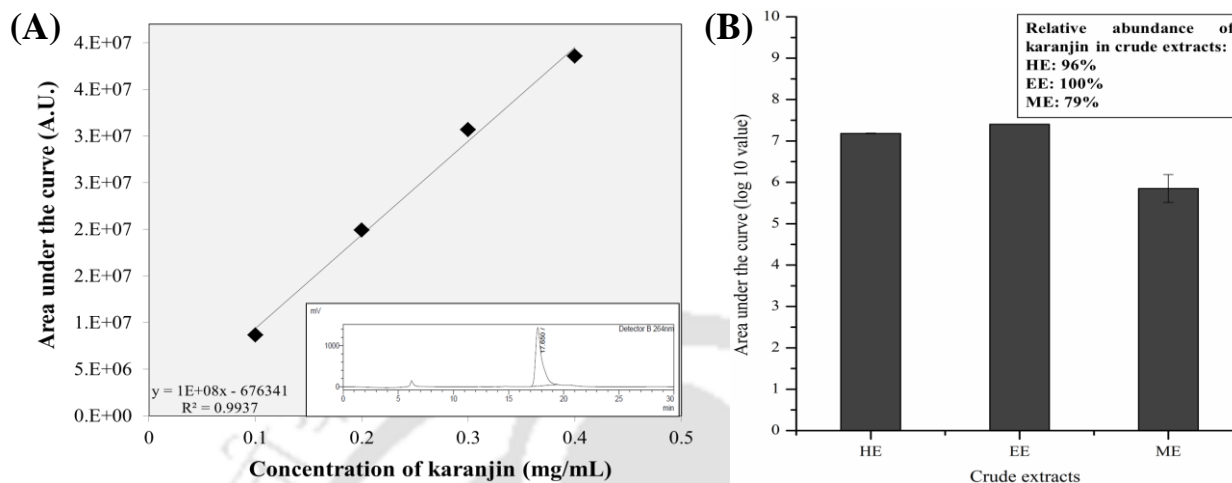 (A)
Area under the curve (A.U.)
4.E+07
4.E+07
3.E+07
3.E+07
2.E+07
2.E+07
1.E+07
5.E+06
0.E+00
y = 1E+08x - 676341
R² = 0.9937
mV
Detector B 264nm
1000
0
17.650 /
0 5 10 15 20 25 30
min
0 0.1 0.2 0.3 0.4 0.5
Concentration of karanjin (mg/mL)
(B)
Area under the curve (log 10 value)
10
9
8
7
6
5
4
3
2
1
0
Relative abundance of
karanjin in crude extracts:
HE: 96%
EE: 100%
ME: 79%
HE EE ME
Crude extracts